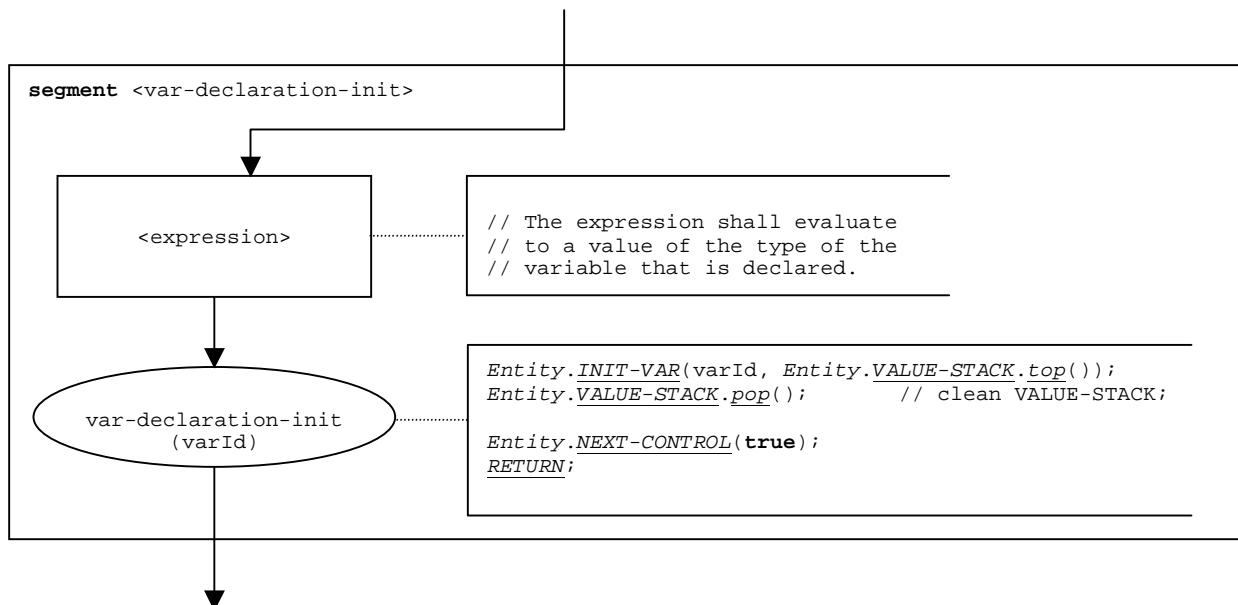 segment <var-declaration-init>
<expression>
// The expression shall evaluate
// to a value of the type of the
// variable that is declared.
var-declaration-init
(varId)
Entity.INIT-VAR(varId, Entity.VALUE-STACK.top());
Entity.VALUE-STACK.pop(); // clean VALUE-STACK;
Entity.NEXT-CONTROL(true);
RETURN;